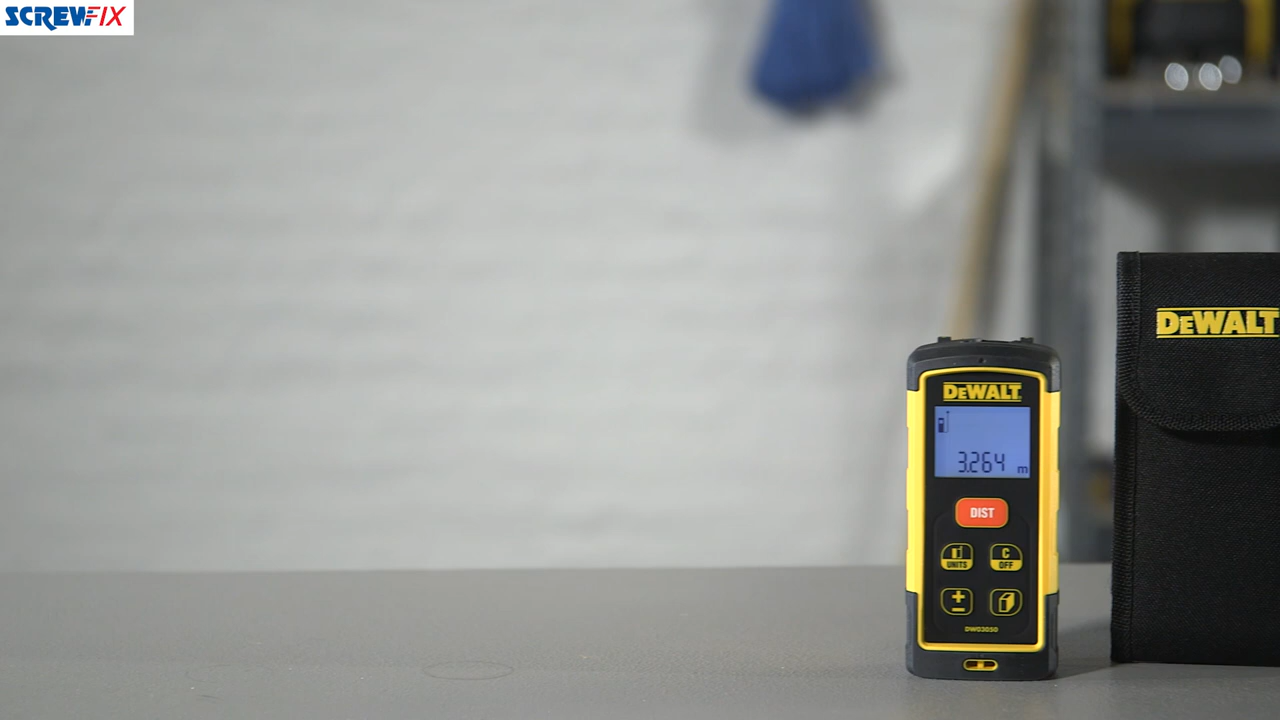 SCREWFIX
DEWALT
DEWALT
3.264 m
DIST
UNITS
C
OFF
DW03050